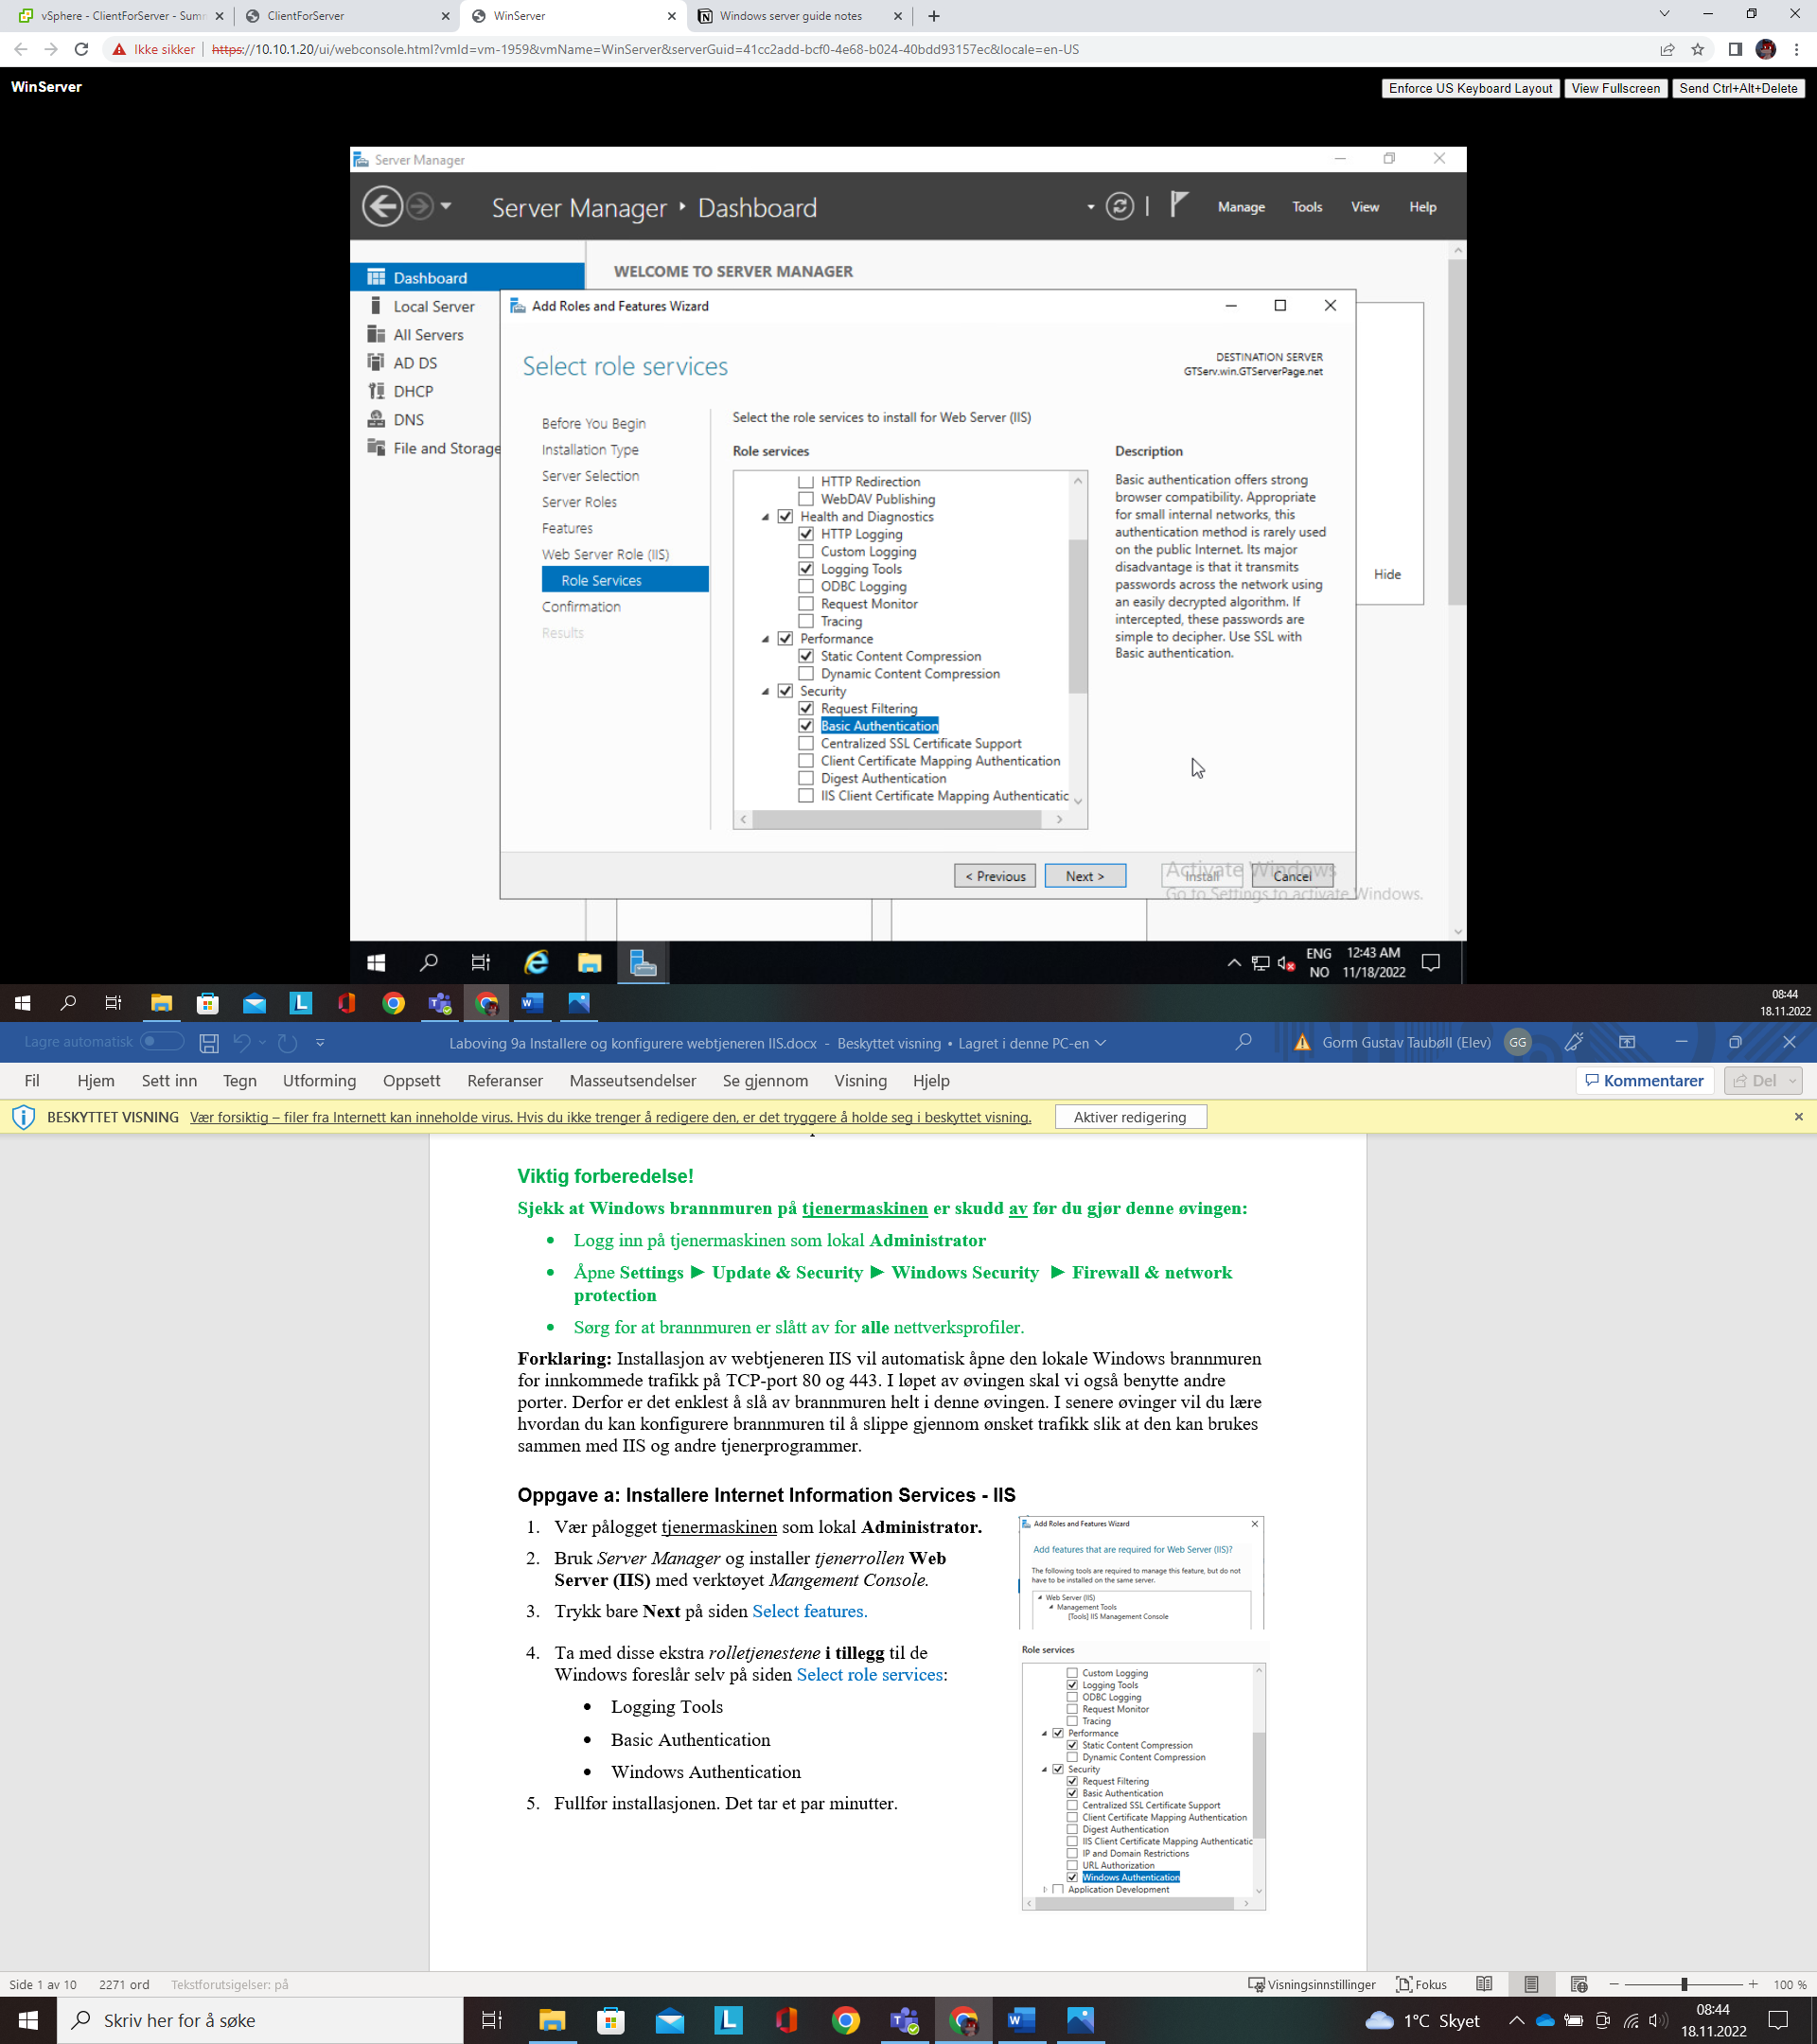 vSphere - ClientForServer - Summ
ClientForServer
WinServer
Windows server guide notes
Ikke sikker
https://10.10.1.20/ui/webconsole.html?vmId=vm-1959&vmName=WinServer&serverGuid=41cc2add-bcf0-4e68-b024-40bdd93157ec&locale=en-US
WinServer
Enforce US Keyboard Layout
View Fullscreen
Send Ctrl+Alt+Delete
Server Manager
Server Manager ‣ Dashboard
Manage
Tools
View
Help
Dashboard
Local Server
All Servers
AD DS
DHCP
DNS
File and Storage
WELCOME TO SERVER MANAGER
Hide
Add Roles and Features Wizard
Select role services
DESTINATION SERVER
GTServ.win.GTServerPage.net
Before You Begin
Installation Type
Server Selection
Server Roles
Features
Web Server Role (IIS)
Role Services
Confirmation
Results
Select the role services to install for Web Server (IIS)
Role services
HTTP Redirection
WebDAV Publishing
Health and Diagnostics
HTTP Logging
Custom Logging
Logging Tools
ODBC Logging
Request Monitor
Tracing
Performance
Static Content Compression
Dynamic Content Compression
Security
Request Filtering
Basic Authentication
Centralized SSL Certificate Support
Client Certificate Mapping Authentication
Digest Authentication
IIS Client Certificate Mapping Authenticatic
Description
Basic authentication offers strong
browser compatibility. Appropriate
for small internal networks, this
authentication method is rarely used
on the public Internet. Its major
disadvantage is that it transmits
passwords across the network using
an easily decrypted algorithm. If
intercepted, these passwords are
simple to decipher. Use SSL with
Basic authentication.
< Previous
Next >
Install
Cancel
Activate Windows
Go to Settings to activate Windows.
ENG
NO
12:43 AM
11/18/2022
08:44
18.11.2022
Lagre automatisk
Laboving 9a Installere og konfigurere webtjeneren IIS.docx - Beskyttet visning • Lagret i denne PC-en
Gorm Gustav Taubøll (Elev)
GG
Fil
Hjem
Sett inn
Tegn
Utforming
Oppsett
Referanser
Masseutsendelser
Se gjennom
Visning
Hjelp
Kommentarer
Del
BESKYTTET VISNING
Vær forsiktig – filer fra Internett kan inneholde virus. Hvis du ikke trenger å redigere den, er det tryggere å holde seg i beskyttet visning.
Aktiver redigering
Viktig forberedelse!
Sjekk at Windows brannmuren på tjenermaskinen er skudd av før du gjør denne øvingen:
• Logg inn på tjenermaskinen som lokal Administrator
• Åpne Settings ► Update & Security ► Windows Security ► Firewall & network
protection
• Sørg for at brannmuren er slått av for alle nettverksprofiler.
Forklaring: Installasjon av webtjeneren IIS vil automatisk åpne den lokale Windows brannmuren
for innkommede trafikk på TCP-port 80 og 443. I løpet av øvingen skal vi også benytte andre
porter. Derfor er det enklest å slå av brannmuren helt i denne øvingen. I senere øvinger vil du lære
hvordan du kan konfigurere brannmuren til å slippe gjennom ønsket trafikk slik at den kan brukes
sammen med IIS og andre tjenerprogrammer.
Oppgave a: Installere Internet Information Services - IIS
1. Vær pålogget tjenermaskinen som lokal Administrator.
2. Bruk Server Manager og installer tjenerrollen Web
Server (IIS) med verktøyet Mangement Console.
3. Trykk bare Next på siden Select features.
4. Ta med disse ekstra rolletjenestene i tillegg til de
Windows foreslår selv på siden Select role services:
• Logging Tools
• Basic Authentication
• Windows Authentication
5. Fullfør installasjonen. Det tar et par minutter.
Add Roles and Features Wizard
Add features that are required for Web Server (IIS)?
The following tools are required to manage this feature, but do not
have to be installed on the same server.
Web Server (IIS)
Management Tools
[Tools] IIS Management Console
Role services
Custom Logging
Logging Tools
ODBC Logging
Request Monitor
Tracing
Performance
Static Content Compression
Dynamic Content Compression
Security
Request Filtering
Basic Authentication
Centralized SSL Certificate Support
Client Certificate Mapping Authentication
Digest Authentication
IIS Client Certificate Mapping Authenticatic
IP and Domain Restrictions
URL Authorization
Windows Authentication
Application Development
Side 1 av 10
2271 ord
Tekstforutsigelser: på
Visningsinnstillinger
Fokus
100 %
Skriv her for å søke
1°C Skyet
08:44
18.11.2022